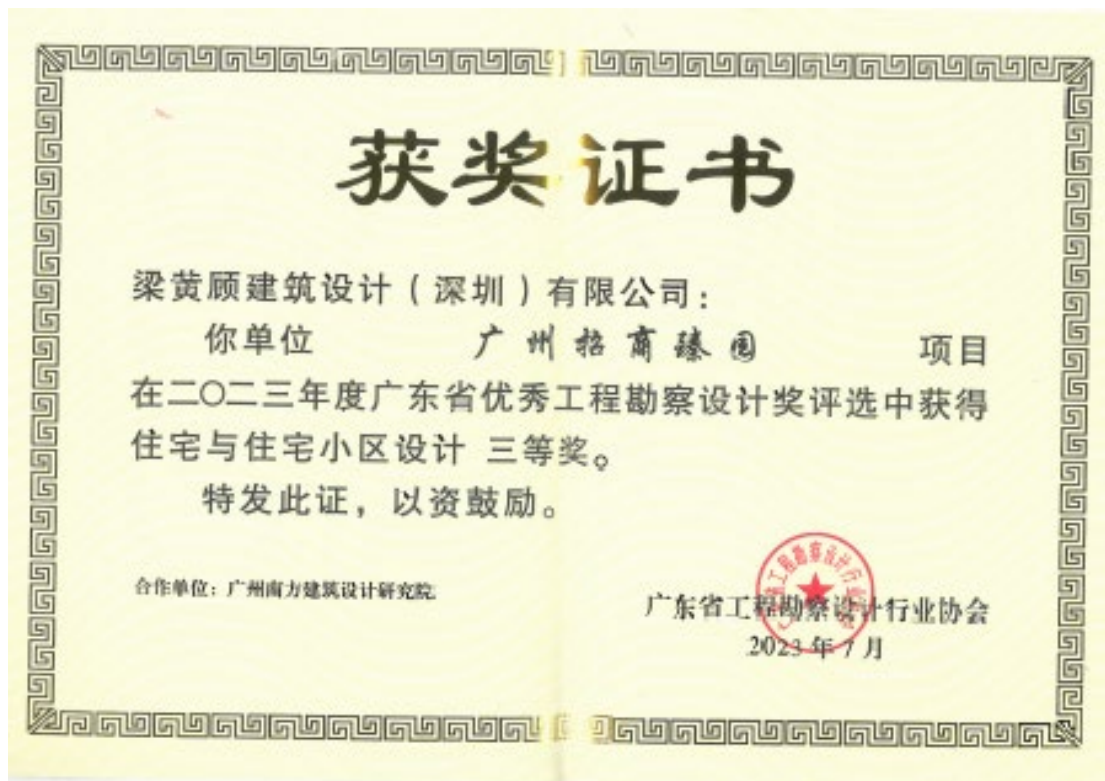 获奖证书
梁黄顾建筑设计（深圳）有限公司：
你单位 广州招商臻园 项目
在二〇二三年度广东省优秀工程勘察设计奖评选中获得
住宅与住宅小区设计 三等奖。
特发此证，以资鼓励。
合作单位：广州南方建筑设计研究院
广东省工程勘察设计行业协会
2023年7月